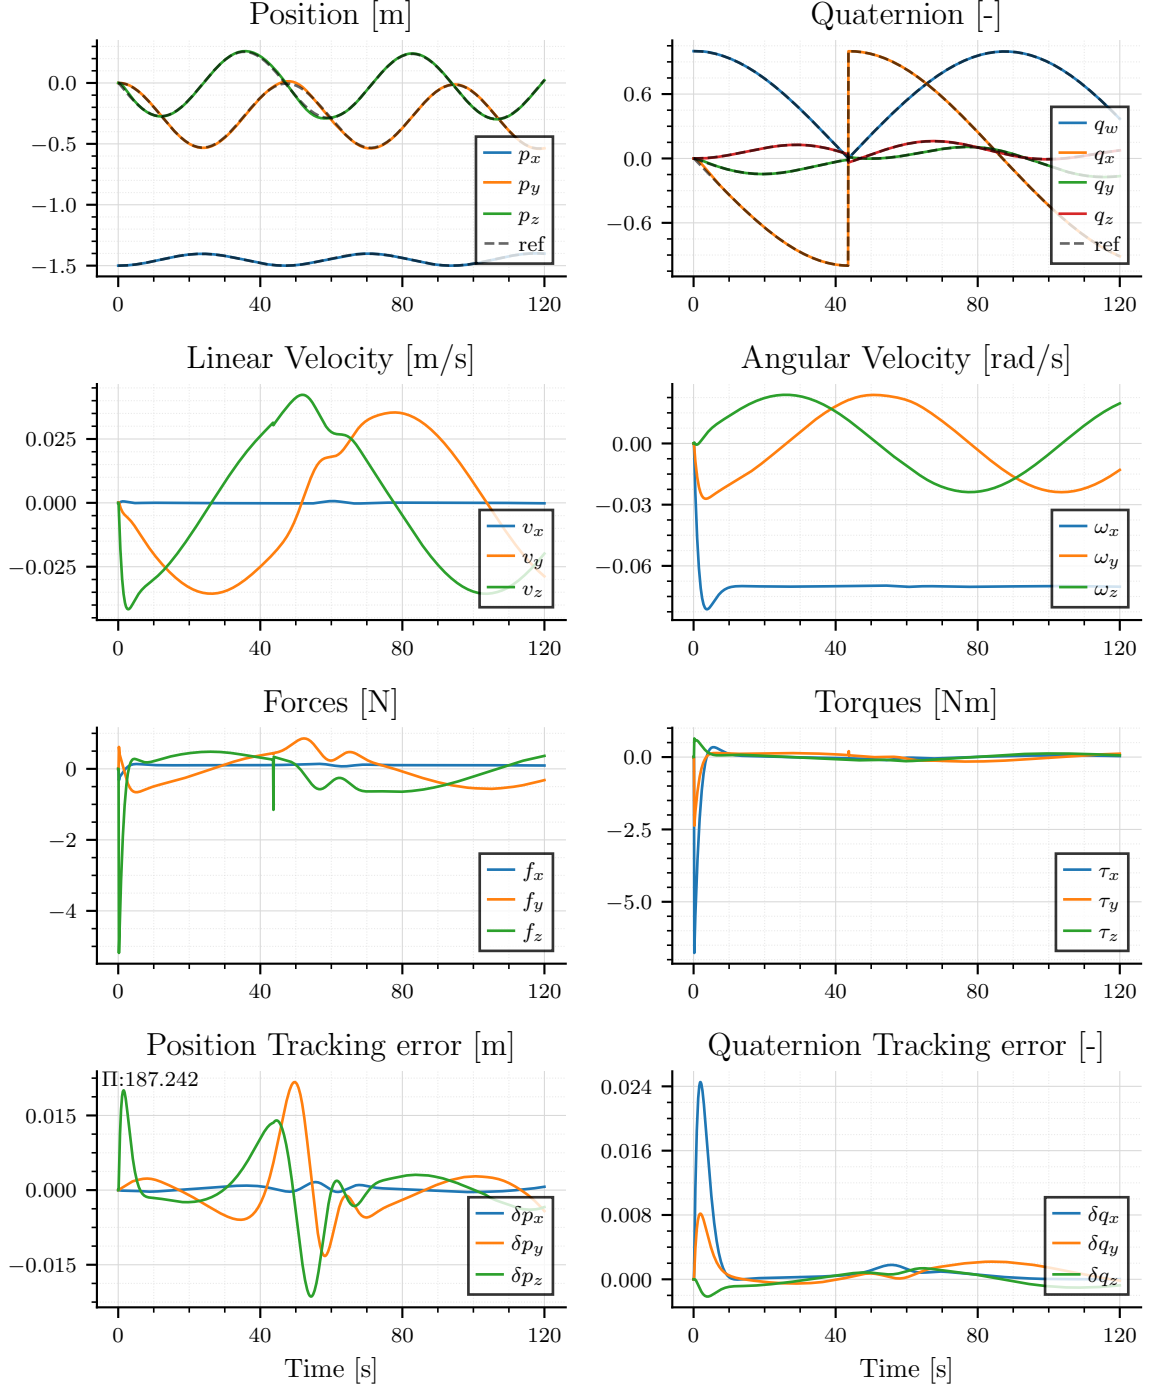 Position [m]
0.0
−0.5
−1.0
−1.5
0 40 80 120
p_x
p_y
p_z
ref
Quaternion [-]
0.6
0.0
−0.6
0 40 80 120
q_w
q_x
q_y
q_z
ref
Linear Velocity [m/s]
0.025
0.000
−0.025
0 40 80 120
v_x
v_y
v_z
Angular Velocity [rad/s]
0.00
−0.03
−0.06
0 40 80 120
ω_x
ω_y
ω_z
Forces [N]
0
−2
−4
0 40 80 120
f_x
f_y
f_z
Torques [Nm]
0.0
−2.5
−5.0
0 40 80 120
τ_x
τ_y
τ_z
Position Tracking error [m]
Π:187.242
0.015
0.000
−0.015
0 40 80 120
δp_x
δp_y
δp_z
Time [s]
Quaternion Tracking error [-]
0.024
0.016
0.008
0.000
0 40 80 120
δq_x
δq_y
δq_z
Time [s]